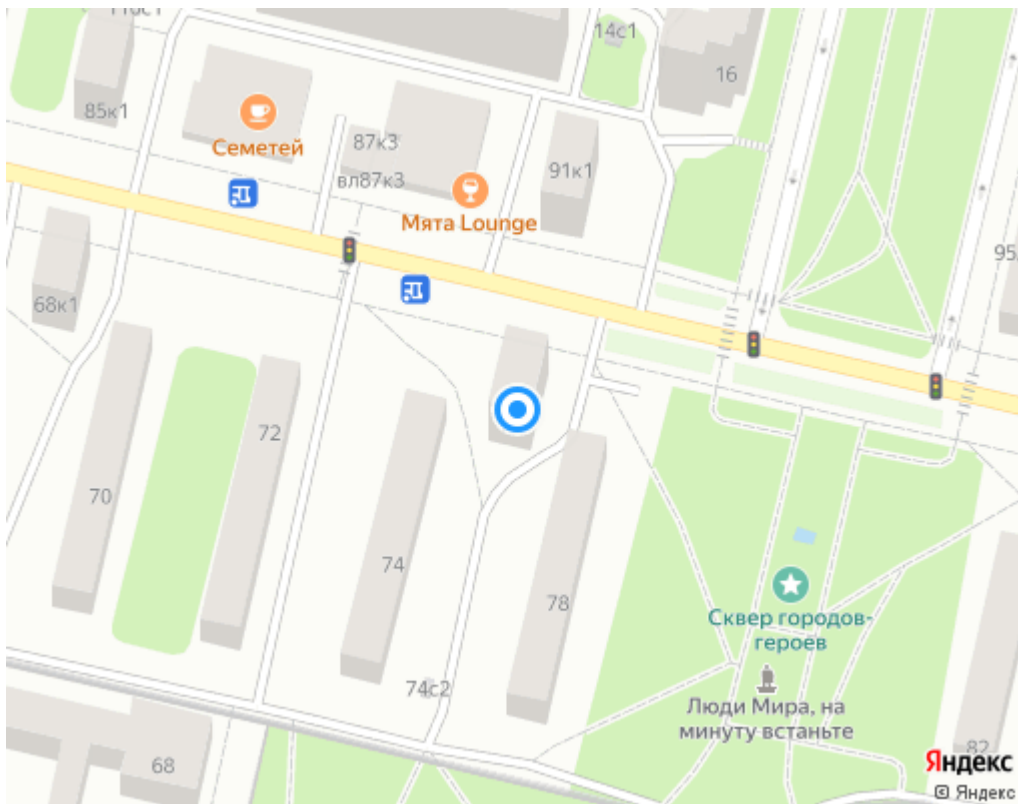 14с1
16
85к1
Семетей
87к3
вл87к3
91к1
Мята Lounge
95
68к1
72
70
74
78
Сквер городов-
героев
74с2
Люди Мира, на
минуту встаньте
68
82
Яндекс
© Яндекс